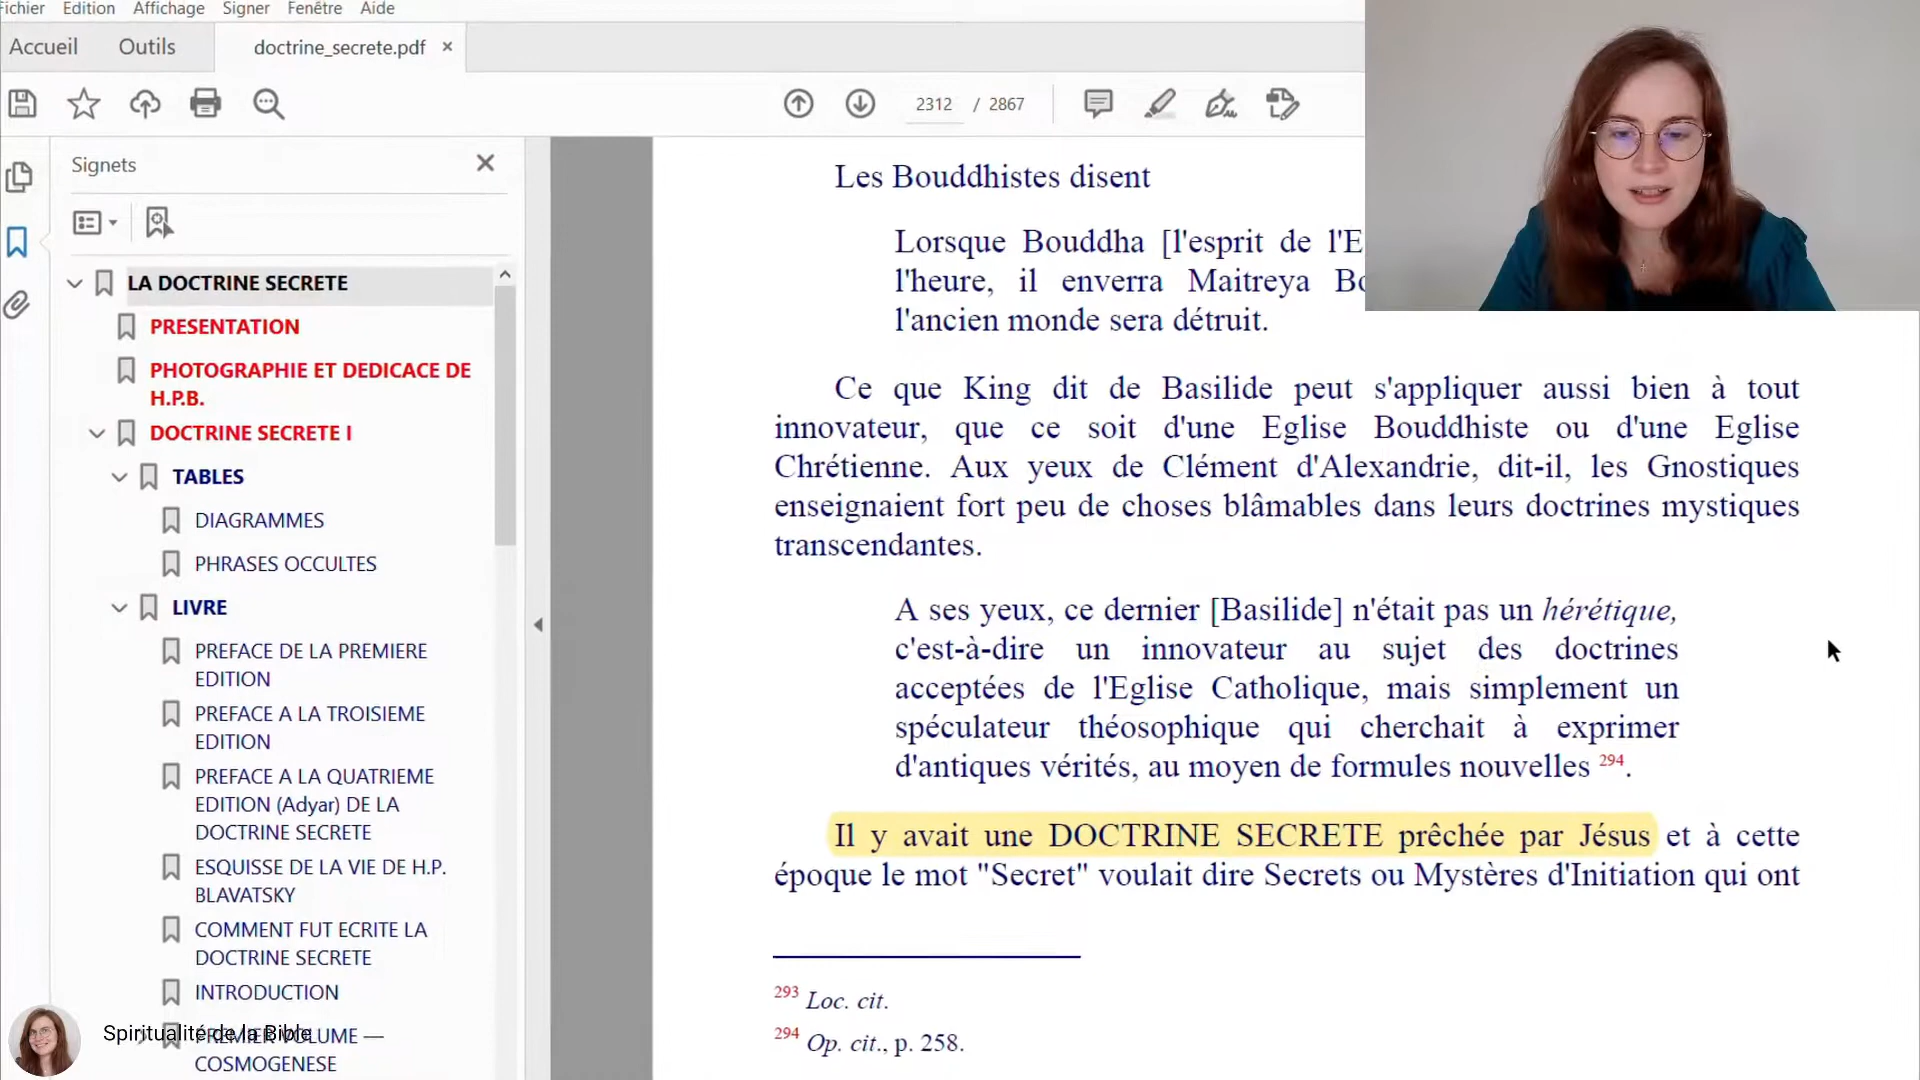 Fichier Edition Affichage Signer Fenêtre Aide
Accueil Outils doctrine_secrete.pdf ×
2312 / 2867
Signets
LA DOCTRINE SECRETE
PRESENTATION
PHOTOGRAPHIE ET DEDICACE DE
H.P.B.
DOCTRINE SECRETE I
TABLES
DIAGRAMMES
PHRASES OCCULTES
LIVRE
PREFACE DE LA PREMIERE
EDITION
PREFACE A LA TROISIEME
EDITION
PREFACE A LA QUATRIEME
EDITION (Adyar) DE LA
DOCTRINE SECRETE
ESQUISSE DE LA VIE DE H.P.
BLAVATSKY
COMMENT FUT ECRITE LA
DOCTRINE SECRETE
INTRODUCTION
PREMIER VOLUME —
COSMOGENESE
Spiritualité de la Bible
Les Bouddhistes disent
Lorsque Bouddha [l'esprit de l'E
l'heure, il enverra Maitreya Bo
l'ancien monde sera détruit.
Ce que King dit de Basilide peut s'appliquer aussi bien à tout
innovateur, que ce soit d'une Eglise Bouddhiste ou d'une Eglise
Chrétienne. Aux yeux de Clément d'Alexandrie, dit-il, les Gnostiques
enseignaient fort peu de choses blâmables dans leurs doctrines mystiques
transcendantes.
A ses yeux, ce dernier [Basilide] n'était pas un hérétique,
c'est-à-dire un innovateur au sujet des doctrines
acceptées de l'Eglise Catholique, mais simplement un
spéculateur théosophique qui cherchait à exprimer
d'antiques vérités, au moyen de formules nouvelles 294.
Il y avait une DOCTRINE SECRETE prêchée par Jésus et à cette
époque le mot "Secret" voulait dire Secrets ou Mystères d'Initiation qui ont
293 Loc. cit.
294 Op. cit., p. 258.